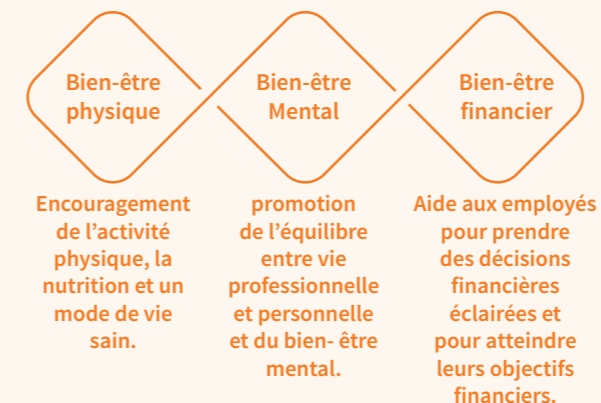 Bien-être
physique
Bien-être
Mental
Bien-être
financier
Encouragement
de l’activité
physique, la
nutrition et un
mode de vie
sain.
promotion
de l’équilibre
entre vie
professionnelle
et personnelle
et du bien- être
mental.
Aide aux employés
pour prendre
des décisions
financières
éclairées et
pour atteindre
leurs objectifs
financiers.